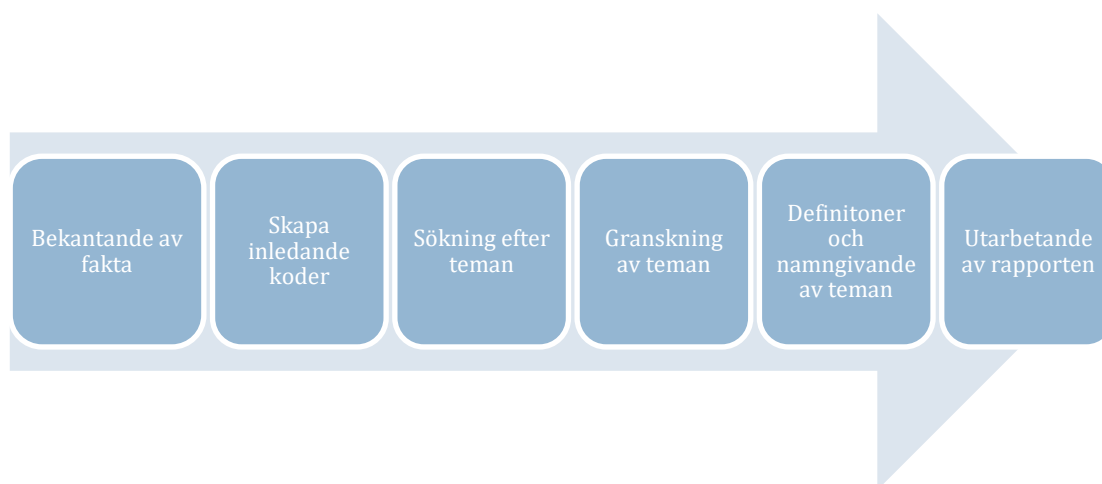 Bekantande av
fakta
Skapa
inledande
koder
Sökning efter
teman
Granskning
av teman
Definitoner
och
namngivande
av teman
Utarbetande
av rapporten